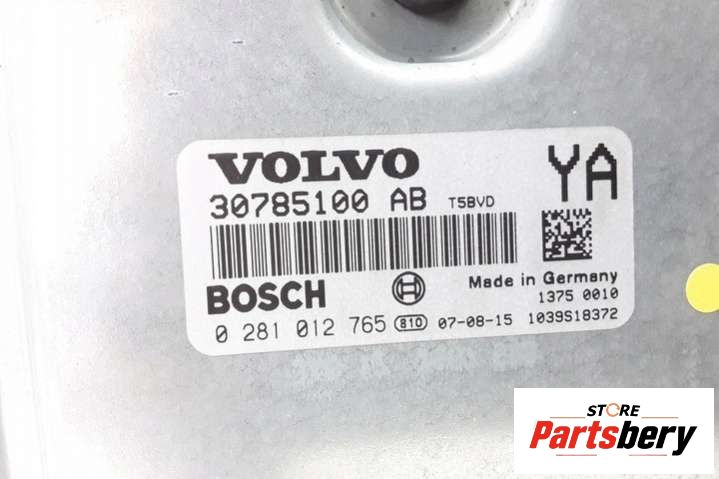 VOLVO YA
30785100 AB T5BVD
BOSCH Made in Germany
1375 0010
0 281 012 765 810 07-08-15 1039S18372
STORE
Partsbery